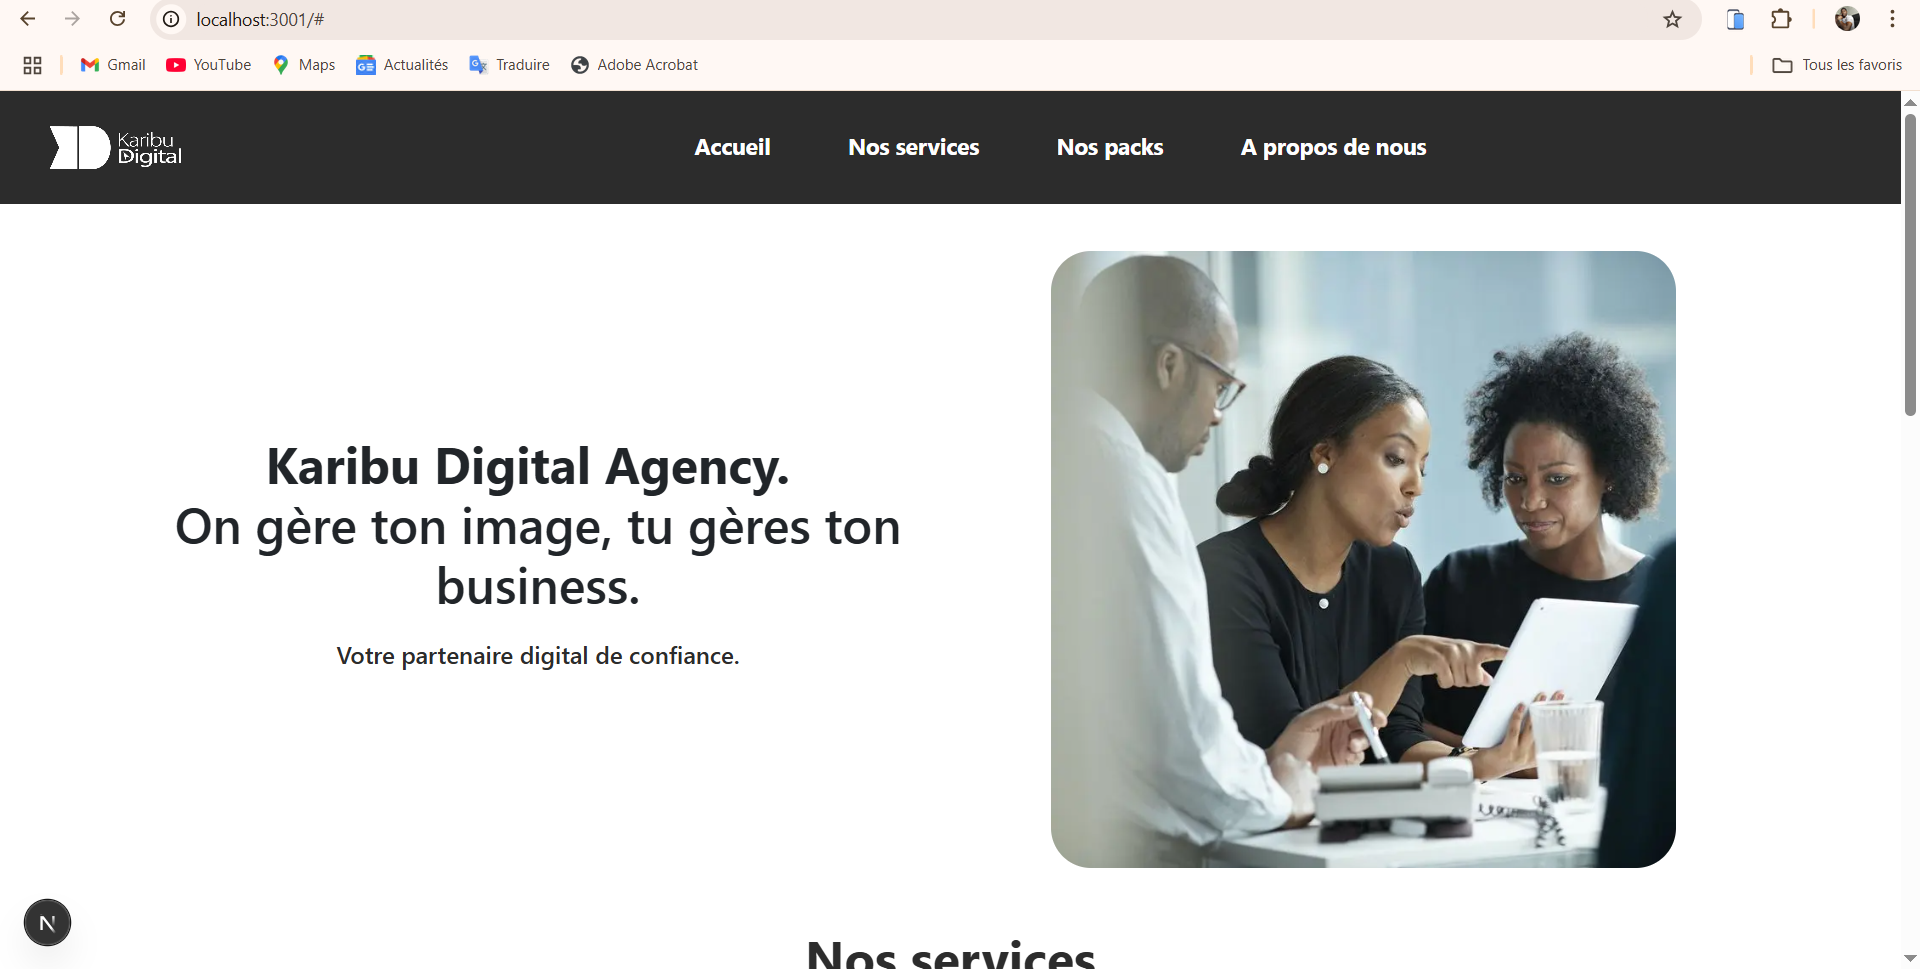 localhost:3001/#
Gmail
YouTube
Maps
Actualités
Traduire
Adobe Acrobat
Tous les favoris
Karibu
Digital
Accueil
Nos services
Nos packs
A propos de nous
Karibu Digital Agency.
On gère ton image, tu gères ton
business.
Votre partenaire digital de confiance.
N
Nos services